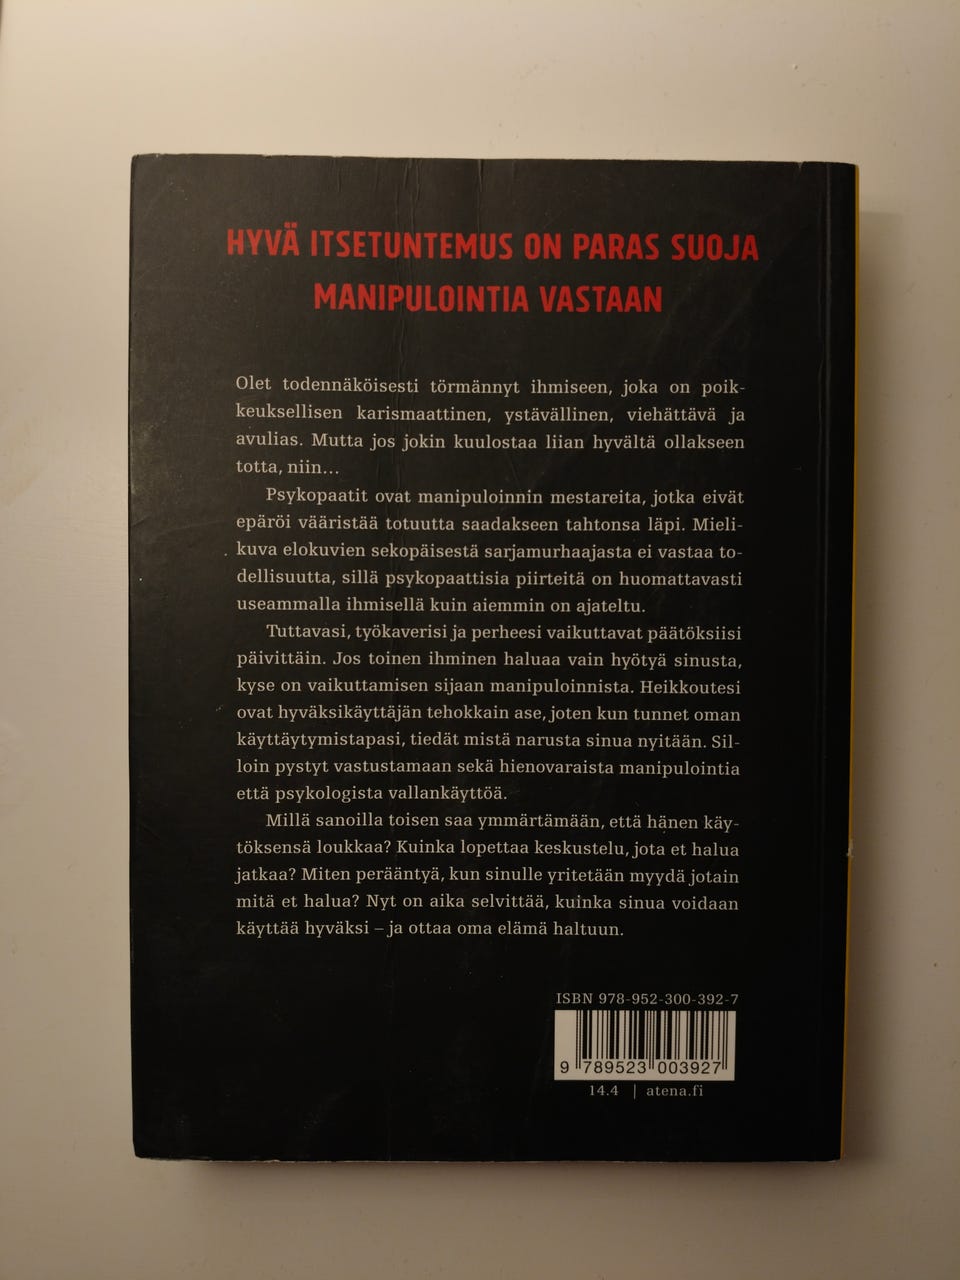 HYVÄ ITSETUNTEMUS ON PARAS SUOJA
MANIPULOINTIA VASTAAN
Olet todennäköisesti törmännyt ihmiseen, joka on poik-
keuksellisen karismaattinen, ystävällinen, viehättävä ja
avulias. Mutta jos jokin kuulostaa liian hyvältä ollakseen
totta, niin...
Psykopaatit ovat manipuloinnin mestareita, jotka eivät
epäröi vääristää totuutta saadakseen tahtonsa läpi. Mieli-
kuva elokuvien sekopäisestä sarjamurhaajasta ei vastaa to-
dellisuutta, sillä psykopaattisia piirteitä on huomattavasti
useammalla ihmisellä kuin aiemmin on ajateltu.
Tuttavasi, työkaverisi ja perheesi vaikuttavat päätöksiisi
päivittäin. Jos toinen ihminen haluaa vain hyötyä sinusta,
kyse on vaikuttamisen sijaan manipuloinnista. Heikkoutesi
ovat hyväksikäyttäjän tehokkain ase, joten kun tunnet oman
käyttäytymistapasi, tiedät mistä narusta sinua nyitään. Sil-
loin pystyt vastustamaan sekä hienovaraista manipulointia
että psykologista vallankäyttöä.
Millä sanoilla toisen saa ymmärtämään, että hänen käy-
töksensä loukkaa? Kuinka lopettaa keskustelu, jota et halua
jatkaa? Miten perääntyä, kun sinulle yritetään myydä jotain
mitä et halua? Nyt on aika selvittää, kuinka sinua voidaan
käyttää hyväksi – ja ottaa oma elämä haltuun.
ISBN 978-952-300-392-7
9 789523 003927
14.4 | atena.fi